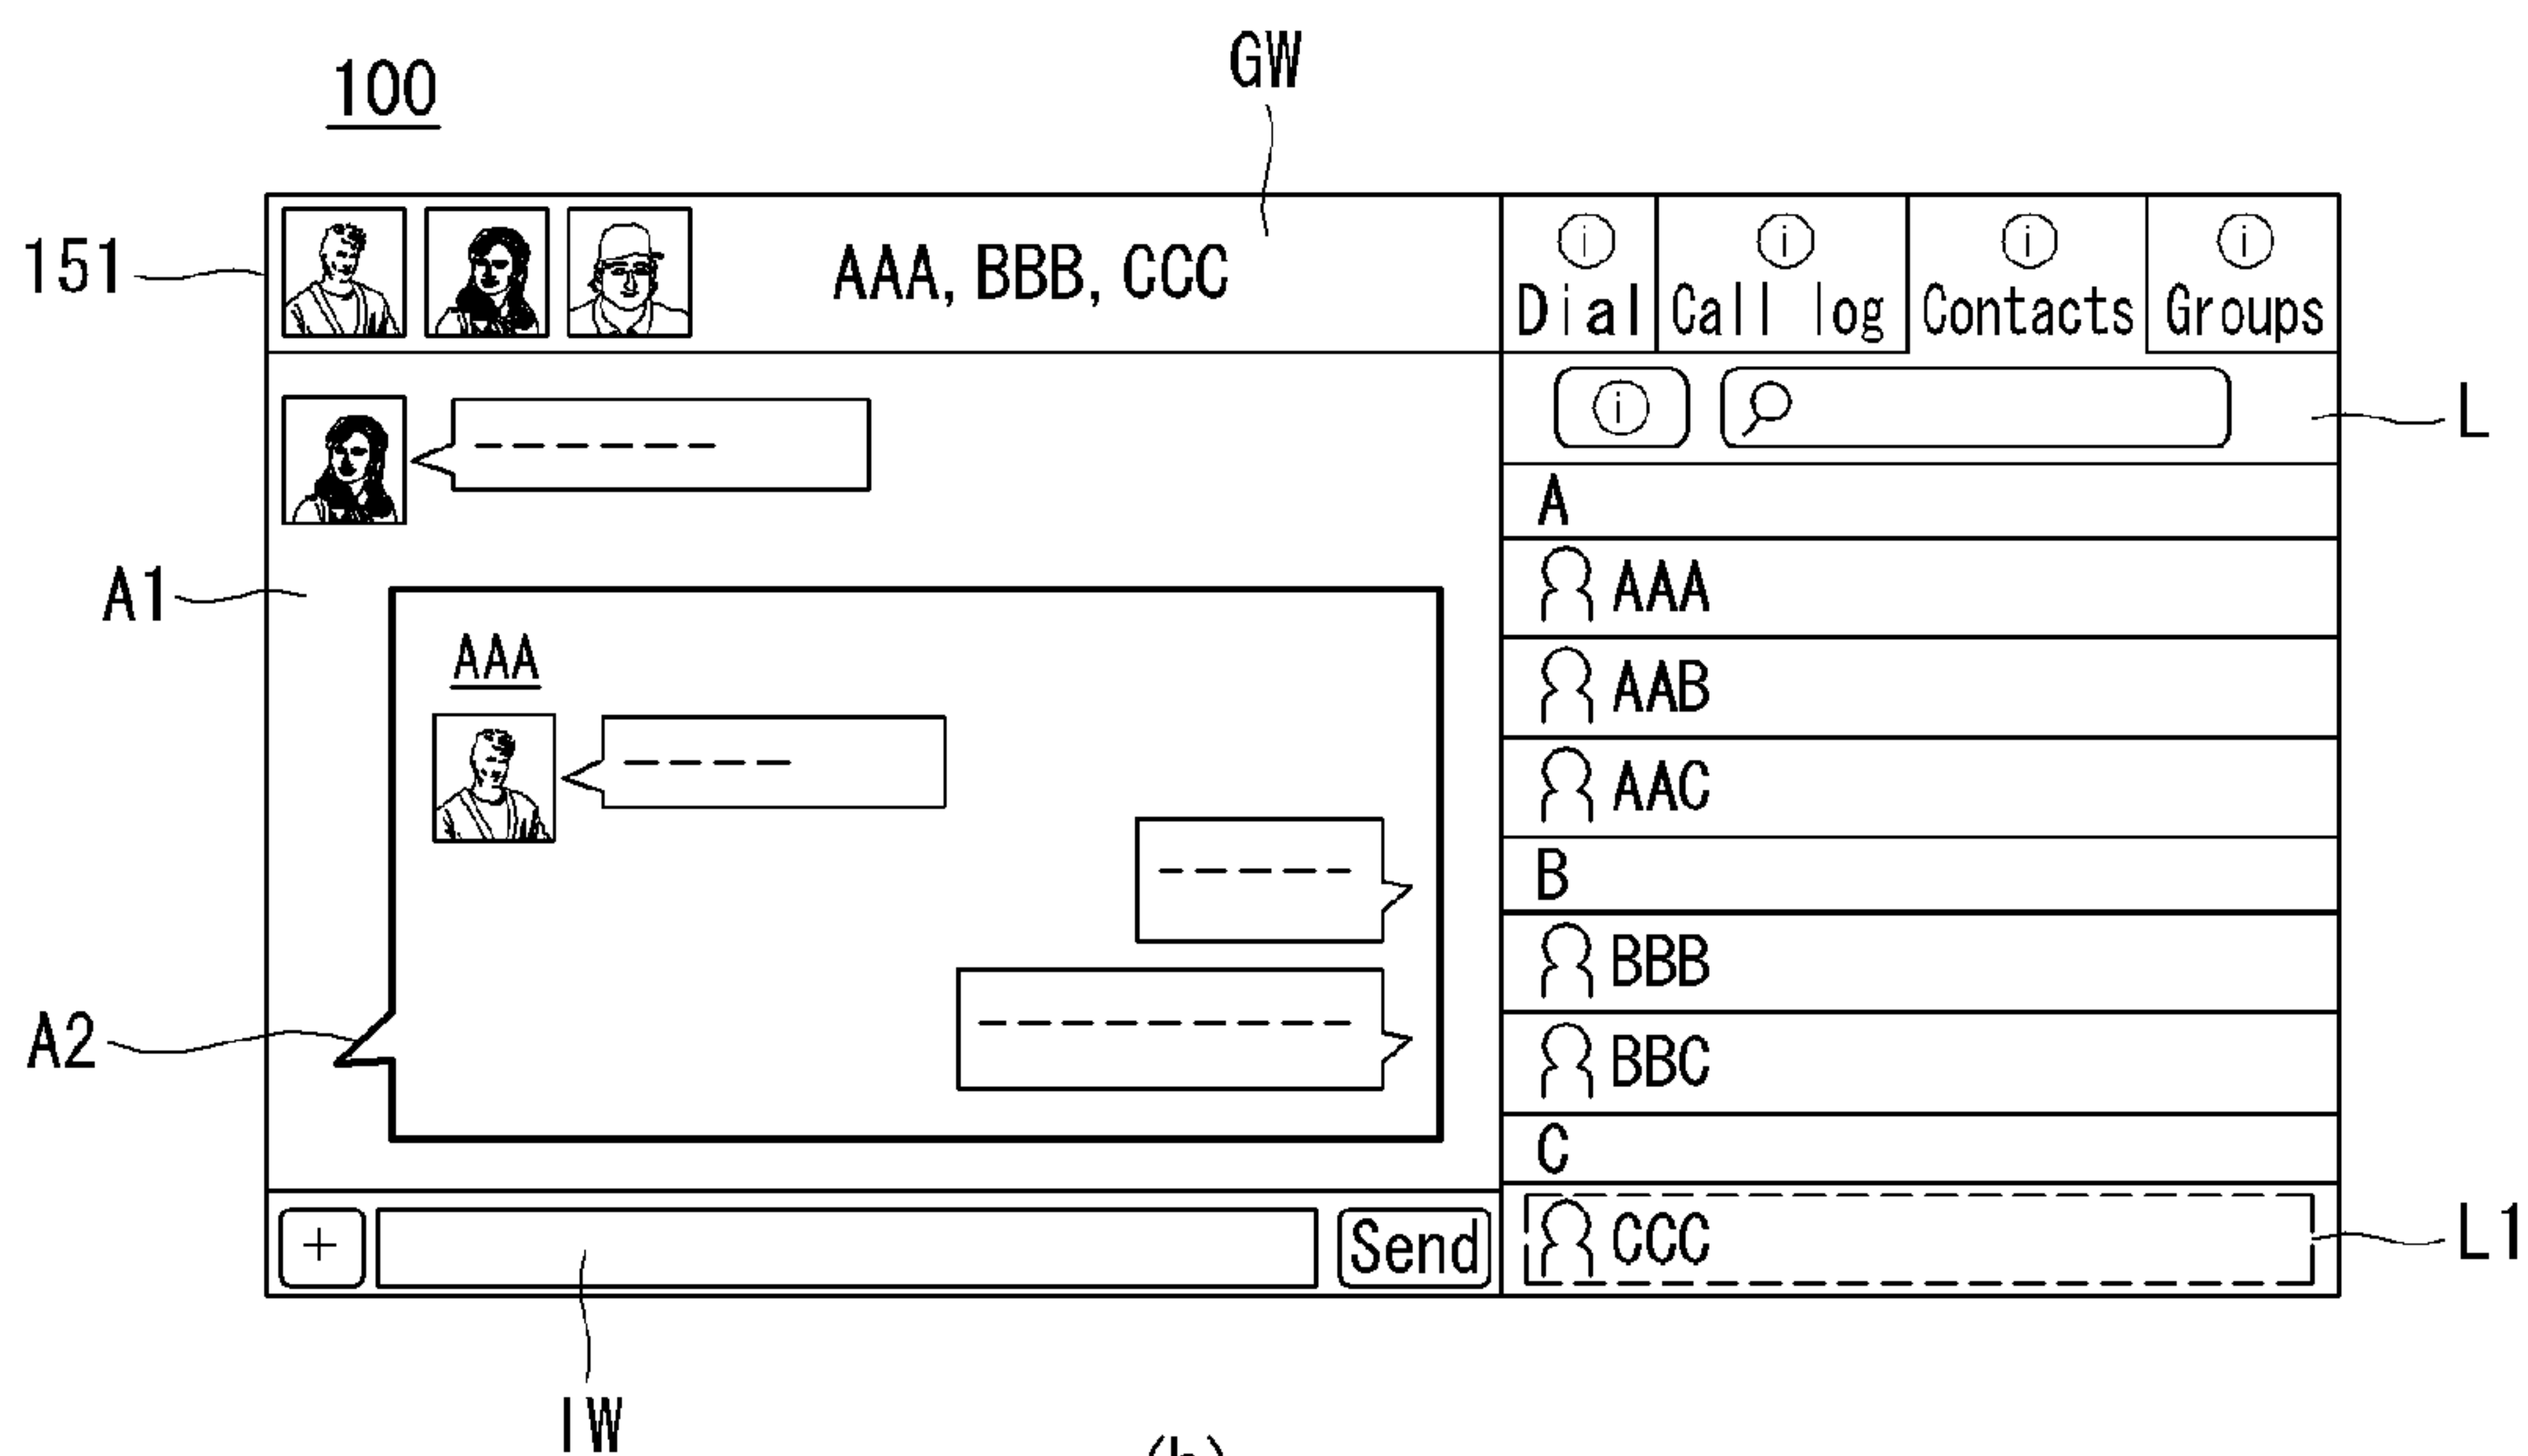 100
GW
151
AAA, BBB, CCC
i i i i
Dial Call log Contacts Groups
i
L
A
A1
AAA
AAA
AAB
AAC
B
BBB
A2
BBC
C
+
Send
CCC
L1
IW